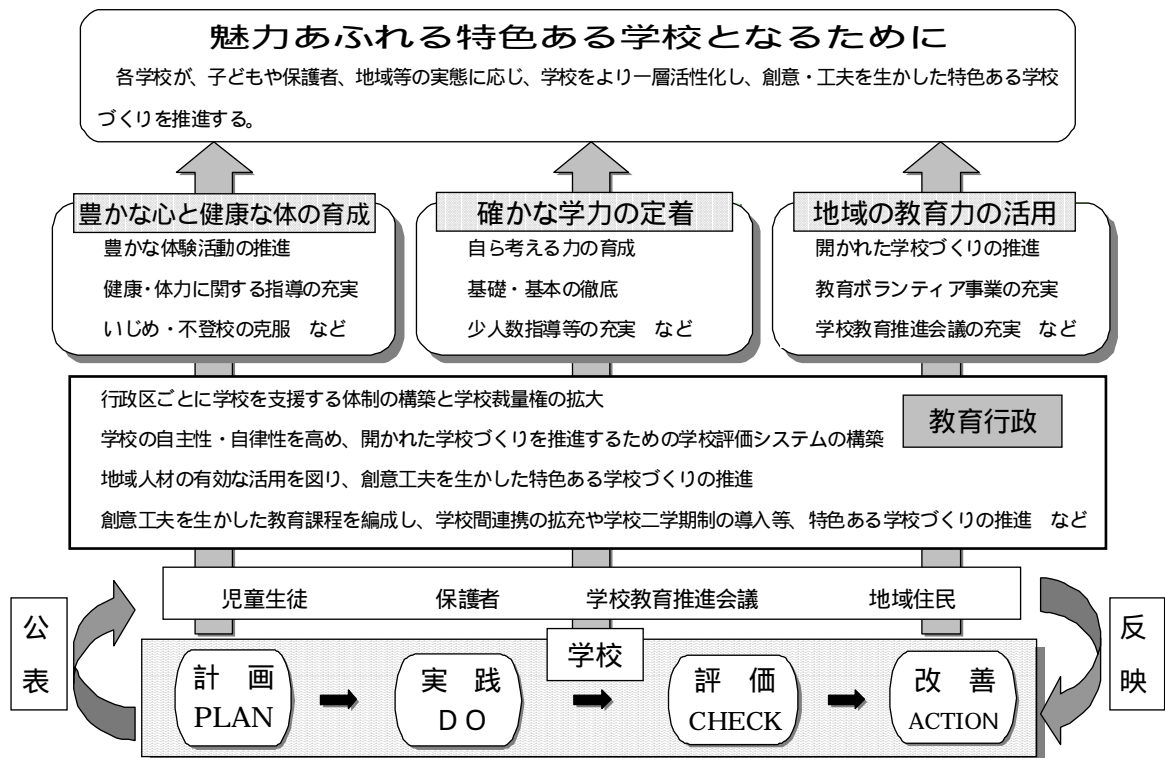 魅力あふれる特色ある学校となるために
各学校が、子どもや保護者、地域等の実態に応じ、学校をより一層活性化し、創意・工夫を生かした特色ある学校
づくりを推進する。
豊かな心と健康な体の育成
豊かな体験活動の推進
健康・体力に関する指導の充実
いじめ・不登校の克服 など
確かな学力の定着
自ら考える力の育成
基礎・基本の徹底
少人数指導等の充実 など
地域の教育力の活用
開かれた学校づくりの推進
教育ボランティア事業の充実
学校教育推進会議の充実 など
教育行政
行政区ごとに学校を支援する体制の構築と学校裁量権の拡大
学校の自主性・自律性を高め、開かれた学校づくりを推進するための学校評価システムの構築
地域人材の有効な活用を図り、創意工夫を生かした特色ある学校づくりの推進
創意工夫を生かした教育課程を編成し、学校間連携の拡充や学校二学期制の導入等、特色ある学校づくりの推進 など
児童生徒 保護者 学校教育推進会議 地域住民
公表
反映
学校
計 画
PLAN
実 践
DO
評 価
CHECK
改 善
ACTION